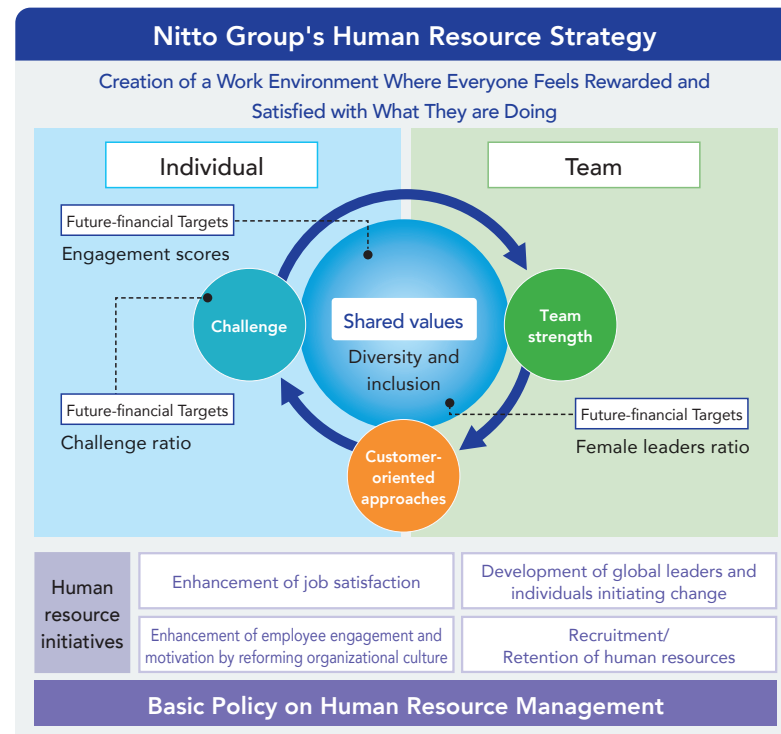 Nitto Group's Human Resource Strategy
Creation of a Work Environment Where Everyone Feels Rewarded and
Satisfied with What They are Doing
Individual
Team
Future-financial Targets
Engagement scores
Challenge
Shared values
Diversity and
inclusion
Team
strength
Future-financial Targets
Challenge ratio
Future-financial Targets
Female leaders ratio
Customer-
oriented
approaches
Human
resource
initiatives
Enhancement of job satisfaction
Development of global leaders and
individuals initiating change
Enhancement of employee engagement and
motivation by reforming organizational culture
Recruitment/
Retention of human resources
Basic Policy on Human Resource Management